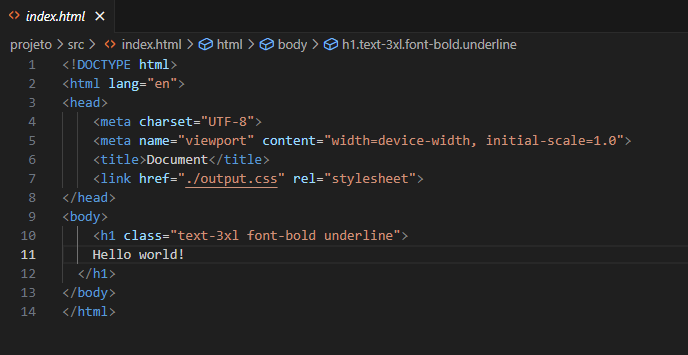 index.html
projeto > src > index.html > html > body > h1.text-3xl.font-bold.underline
1 <!DOCTYPE html>
2 <html lang="en">
3 <head>
4     <meta charset="UTF-8">
5     <meta name="viewport" content="width=device-width, initial-scale=1.0">
6     <title>Document</title>
7     <link href="./output.css" rel="stylesheet">
8 </head>
9 <body>
10     <h1 class="text-3xl font-bold underline">
11     Hello world!
12   </h1>
13 </body>
14 </html>